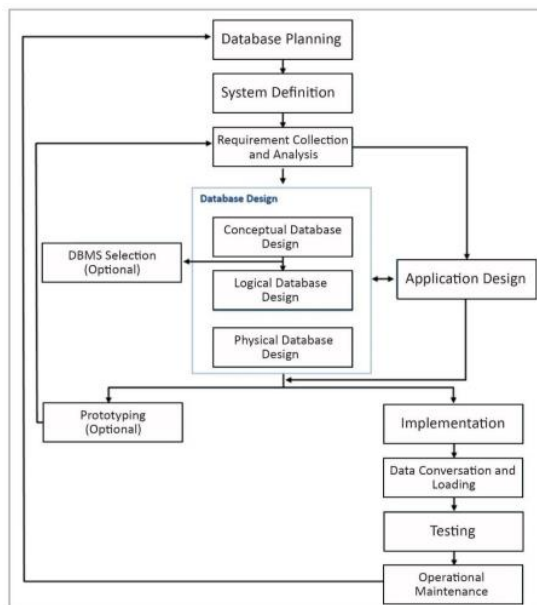 Database Planning
System Definition
Requirement Collection
and Analysis
Database Design
Conceptual Database
Design
DBMS Selection
(Optional)
Logical Database
Design
Application Design
Physical Database
Design
Prototyping
(Optional)
Implementation
Data Conversation and
Loading
Testing
Operational
Maintenance